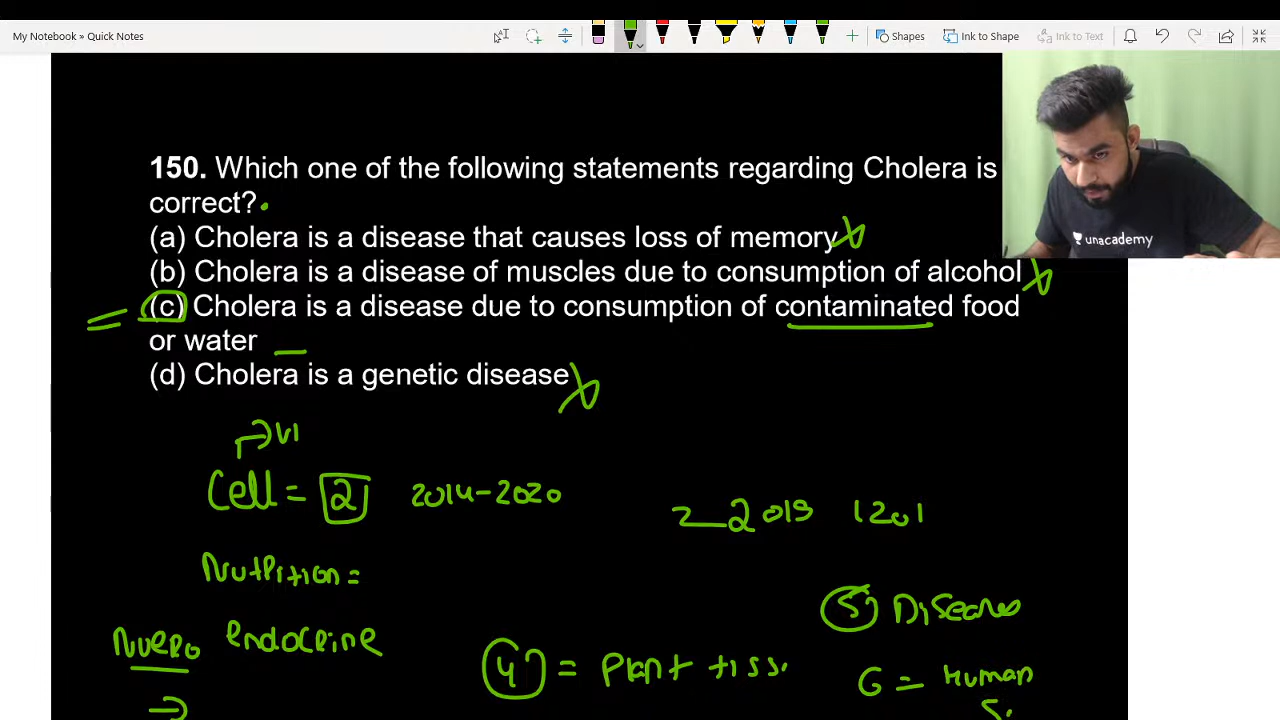 My Notebook » Quick Notes
Shapes
Ink to Shape
Ink to Text
unacademy
150. Which one of the following statements regarding Cholera is
correct?
(a) Cholera is a disease that causes loss of memory
(b) Cholera is a disease of muscles due to consumption of alcohol
(c) Cholera is a disease due to consumption of contaminated food
or water
(d) Cholera is a genetic disease
VI
Cell = 2 2014-2020
2 2019 1201
Nutrition =
Nuero endocrine
5 Diseases
4 = Plant tiss.
6 = Human
S.